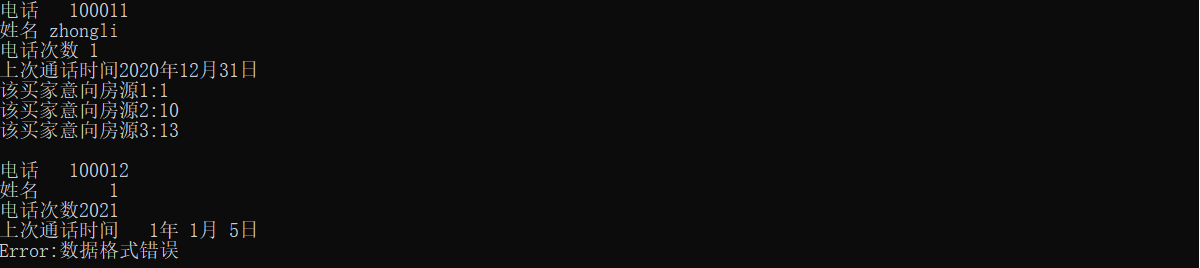 电话   100011
姓名 zhongli
电话次数 1
上次通话时间2020年12月31日
该买家意向房源1:1
该买家意向房源2:10
该买家意向房源3:13
电话   100012
姓名       1
电话次数2021
上次通话时间   1年 1月 5日
Error:数据格式错误